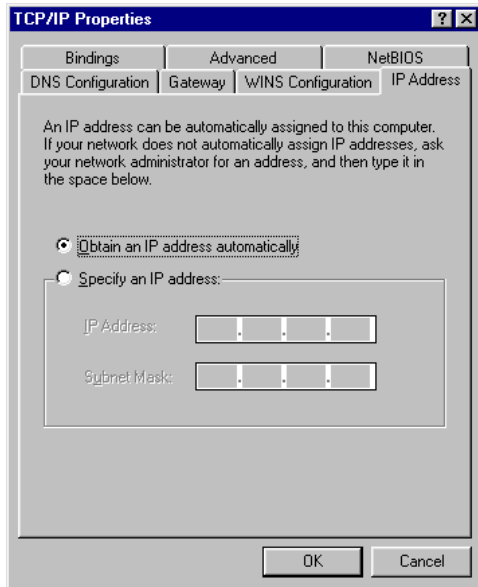 TCP/IP Properties
? ×
Bindings Advanced NetBIOS
DNS Configuration Gateway WINS Configuration IP Address
An IP address can be automatically assigned to this computer.
If your network does not automatically assign IP addresses, ask
your network administrator for an address, and then type it in
the space below.
Obtain an IP address automatically
Specify an IP address:
IP Address:
. . .
Subnet Mask:
. . .
OK Cancel